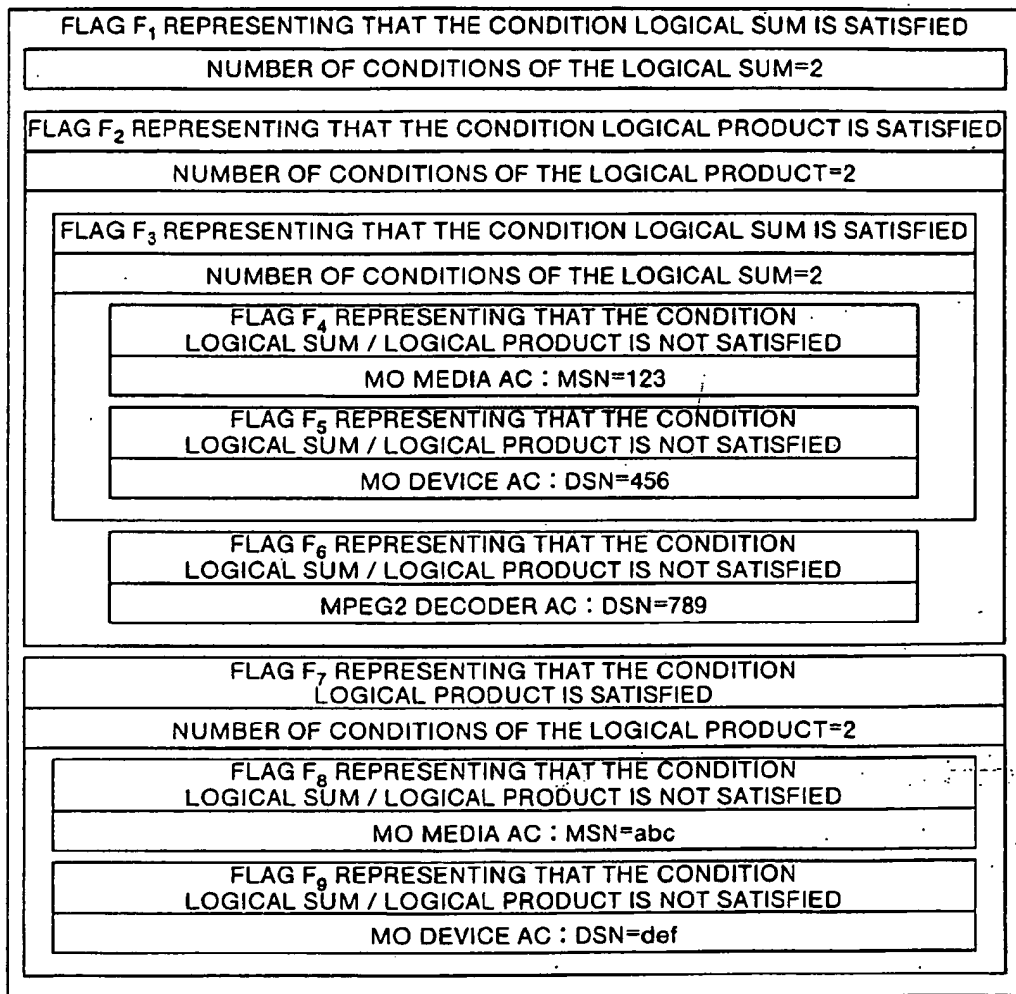 FLAG F₁ REPRESENTING THAT THE CONDITION LOGICAL SUM IS SATISFIED
NUMBER OF CONDITIONS OF THE LOGICAL SUM=2
FLAG F₂ REPRESENTING THAT THE CONDITION LOGICAL PRODUCT IS SATISFIED
NUMBER OF CONDITIONS OF THE LOGICAL PRODUCT=2
FLAG F₃ REPRESENTING THAT THE CONDITION LOGICAL SUM IS SATISFIED
NUMBER OF CONDITIONS OF THE LOGICAL SUM=2
FLAG F₄ REPRESENTING THAT THE CONDITION
LOGICAL SUM / LOGICAL PRODUCT IS NOT SATISFIED
MO MEDIA AC : MSN=123
FLAG F₅ REPRESENTING THAT THE CONDITION
LOGICAL SUM / LOGICAL PRODUCT IS NOT SATISFIED
MO DEVICE AC : DSN=456
FLAG F₆ REPRESENTING THAT THE CONDITION
LOGICAL SUM / LOGICAL PRODUCT IS NOT SATISFIED
MPEG2 DECODER AC : DSN=789
FLAG F₇ REPRESENTING THAT THE CONDITION
LOGICAL PRODUCT IS SATISFIED
NUMBER OF CONDITIONS OF THE LOGICAL PRODUCT=2
FLAG F₈ REPRESENTING THAT THE CONDITION
LOGICAL SUM / LOGICAL PRODUCT IS NOT SATISFIED
MO MEDIA AC : MSN=abc
FLAG F₉ REPRESENTING THAT THE CONDITION
LOGICAL SUM / LOGICAL PRODUCT IS NOT SATISFIED
MO DEVICE AC : DSN=def